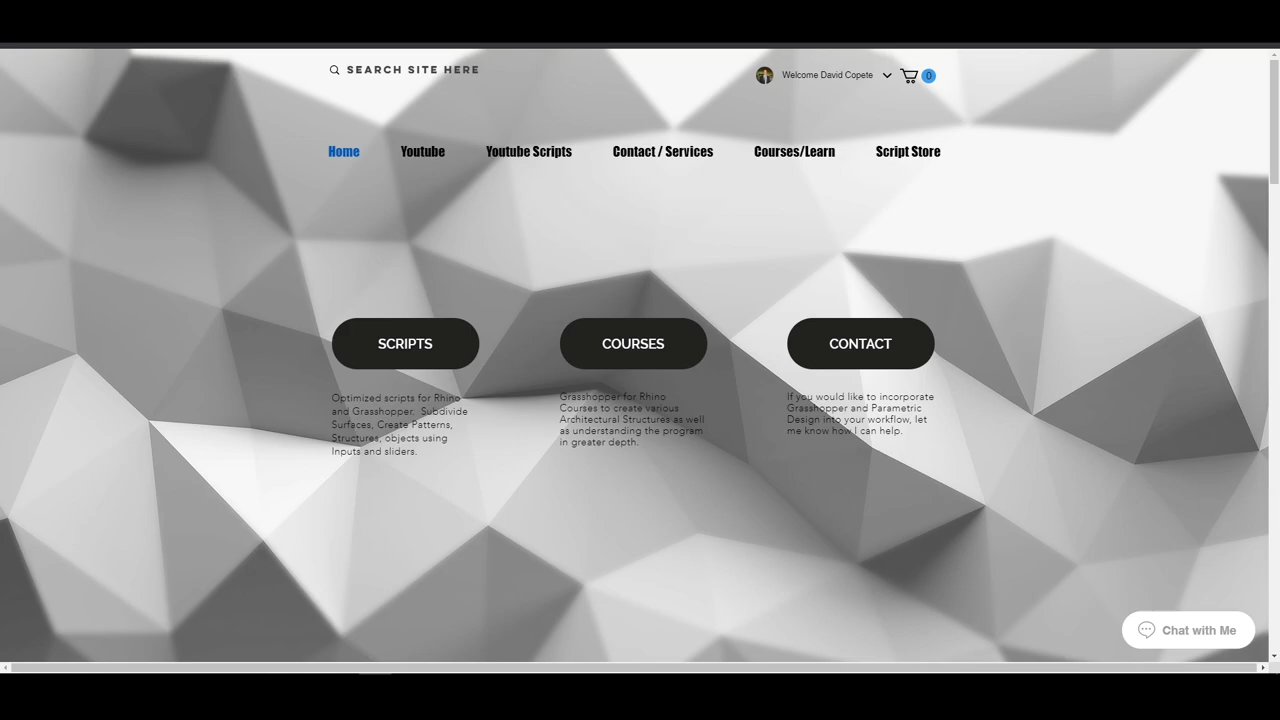 SEARCH SITE HERE
Welcome David Copete
0
Home
Youtube
Youtube Scripts
Contact / Services
Courses/Learn
Script Store
SCRIPTS
COURSES
CONTACT
Optimized scripts for Rhino
and Grasshopper. Subdivide
Surfaces, Create Patterns,
Structures, objects using
Inputs and sliders.
Grasshopper for Rhino
Courses to create various
Architectural Structures as well
as understanding the program
in greater depth.
If you would like to incorporate
Grasshopper and Parametric
Design into your workflow, let
me know how I can help.
Chat with Me